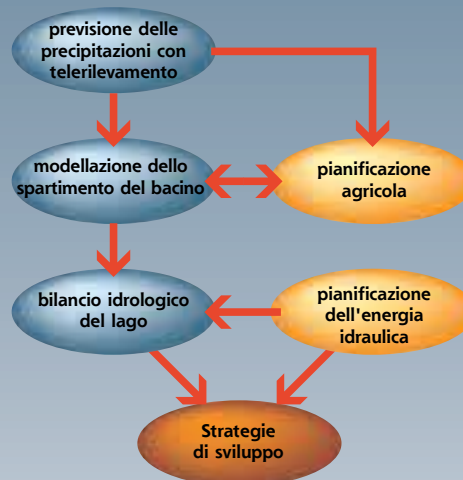 previsione delle
precipitazioni con
telerilevamento
modellazione dello
spartimento del bacino
pianificazione
agricola
bilancio idrologico
del lago
pianificazione
dell'energia
idraulica
Strategie
di sviluppo